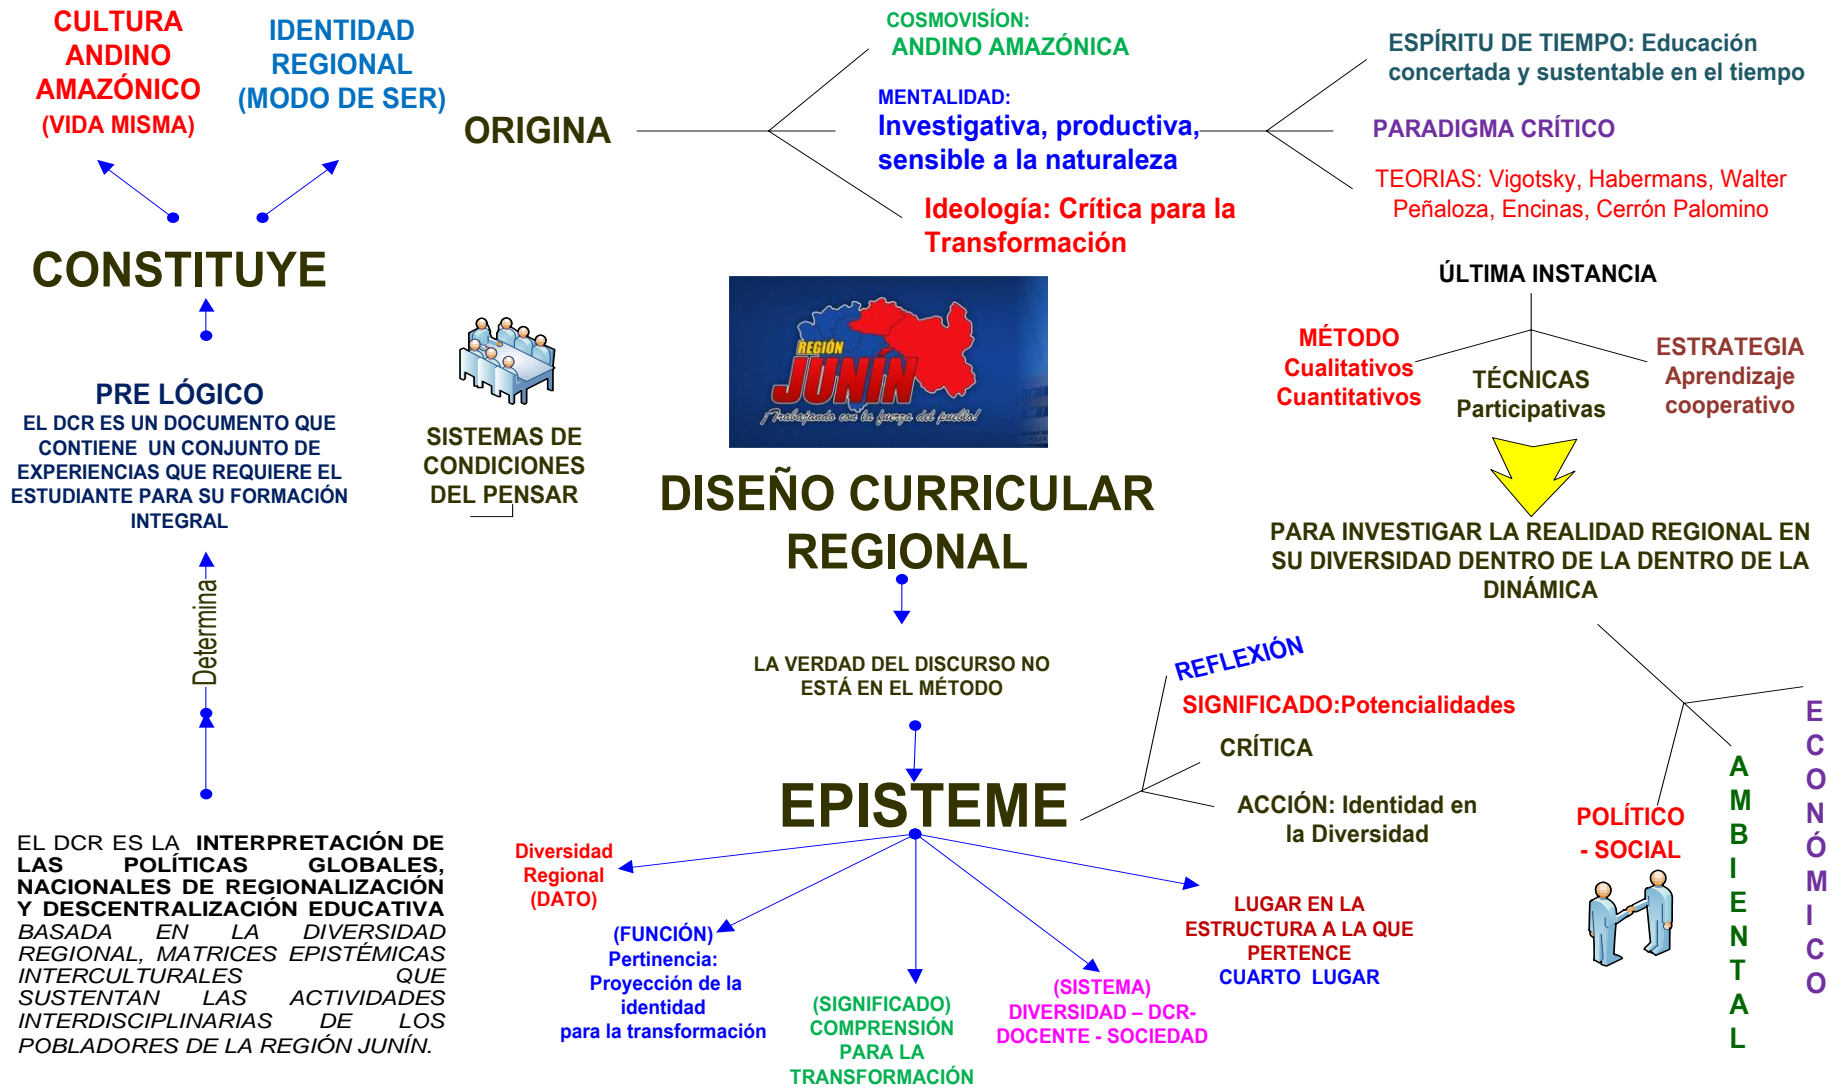 CULTURA
ANDINO
AMAZÓNICO
(VIDA MISMA)
IDENTIDAD
REGIONAL
(MODO DE SER)
CONSTITUYE
PRE LÓGICO
EL DCR ES UN DOCUMENTO QUE
CONTIENE UN CONJUNTO DE
EXPERIENCIAS QUE REQUIERE EL
ESTUDIANTE PARA SU FORMACIÓN
INTEGRAL
Determina
EL DCR ES LA INTERPRETACIÓN DE
LAS POLÍTICAS GLOBALES,
NACIONALES DE REGIONALIZACIÓN
Y DESCENTRALIZACIÓN EDUCATIVA
BASADA EN LA DIVERSIDAD
REGIONAL, MATRICES EPISTÉMICAS
INTERCULTURALES QUE
SUSTENTAN LAS ACTIVIDADES
INTERDISCIPLINARIAS DE LOS
POBLADORES DE LA REGIÓN JUNÍN.
ORIGINA
COSMOVISÍON:
ANDINO AMAZÓNICA
MENTALIDAD:
Investigativa, productiva,
sensible a la naturaleza
Ideología: Crítica para la
Transformación
ESPÍRITU DE TIEMPO: Educación
concertada y sustentable en el tiempo
PARADIGMA CRÍTICO
TEORIAS: Vigotsky, Habermans, Walter
Peñaloza, Encinas, Cerrón Palomino
SISTEMAS DE
CONDICIONES
DEL PENSAR
REGIÓN
JUNÍN
¡Trabajando con la fuerza del pueblo!
DISEÑO CURRICULAR
REGIONAL
LA VERDAD DEL DISCURSO NO
ESTÁ EN EL MÉTODO
EPISTEME
REFLEXIÓN
SIGNIFICADO:Potencialidades
CRÍTICA
ACCIÓN: Identidad en
la Diversidad
Diversidad
Regional
(DATO)
(FUNCIÓN)
Pertinencia:
Proyección de la
identidad
para la transformación
(SIGNIFICADO)
COMPRENSIÓN
PARA LA
TRANSFORMACIÓN
(SISTEMA)
DIVERSIDAD – DCR-
DOCENTE - SOCIEDAD
LUGAR EN LA
ESTRUCTURA A LA QUE
PERTENCE
CUARTO LUGAR
ÚLTIMA INSTANCIA
MÉTODO
Cualitativos
Cuantitativos
TÉCNICAS
Participativas
ESTRATEGIA
Aprendizaje
cooperativo
PARA INVESTIGAR LA REALIDAD REGIONAL EN
SU DIVERSIDAD DENTRO DE LA DENTRO DE LA
DINÁMICA
POLÍTICO
- SOCIAL
AMBIENTAL
ECONÓMICO